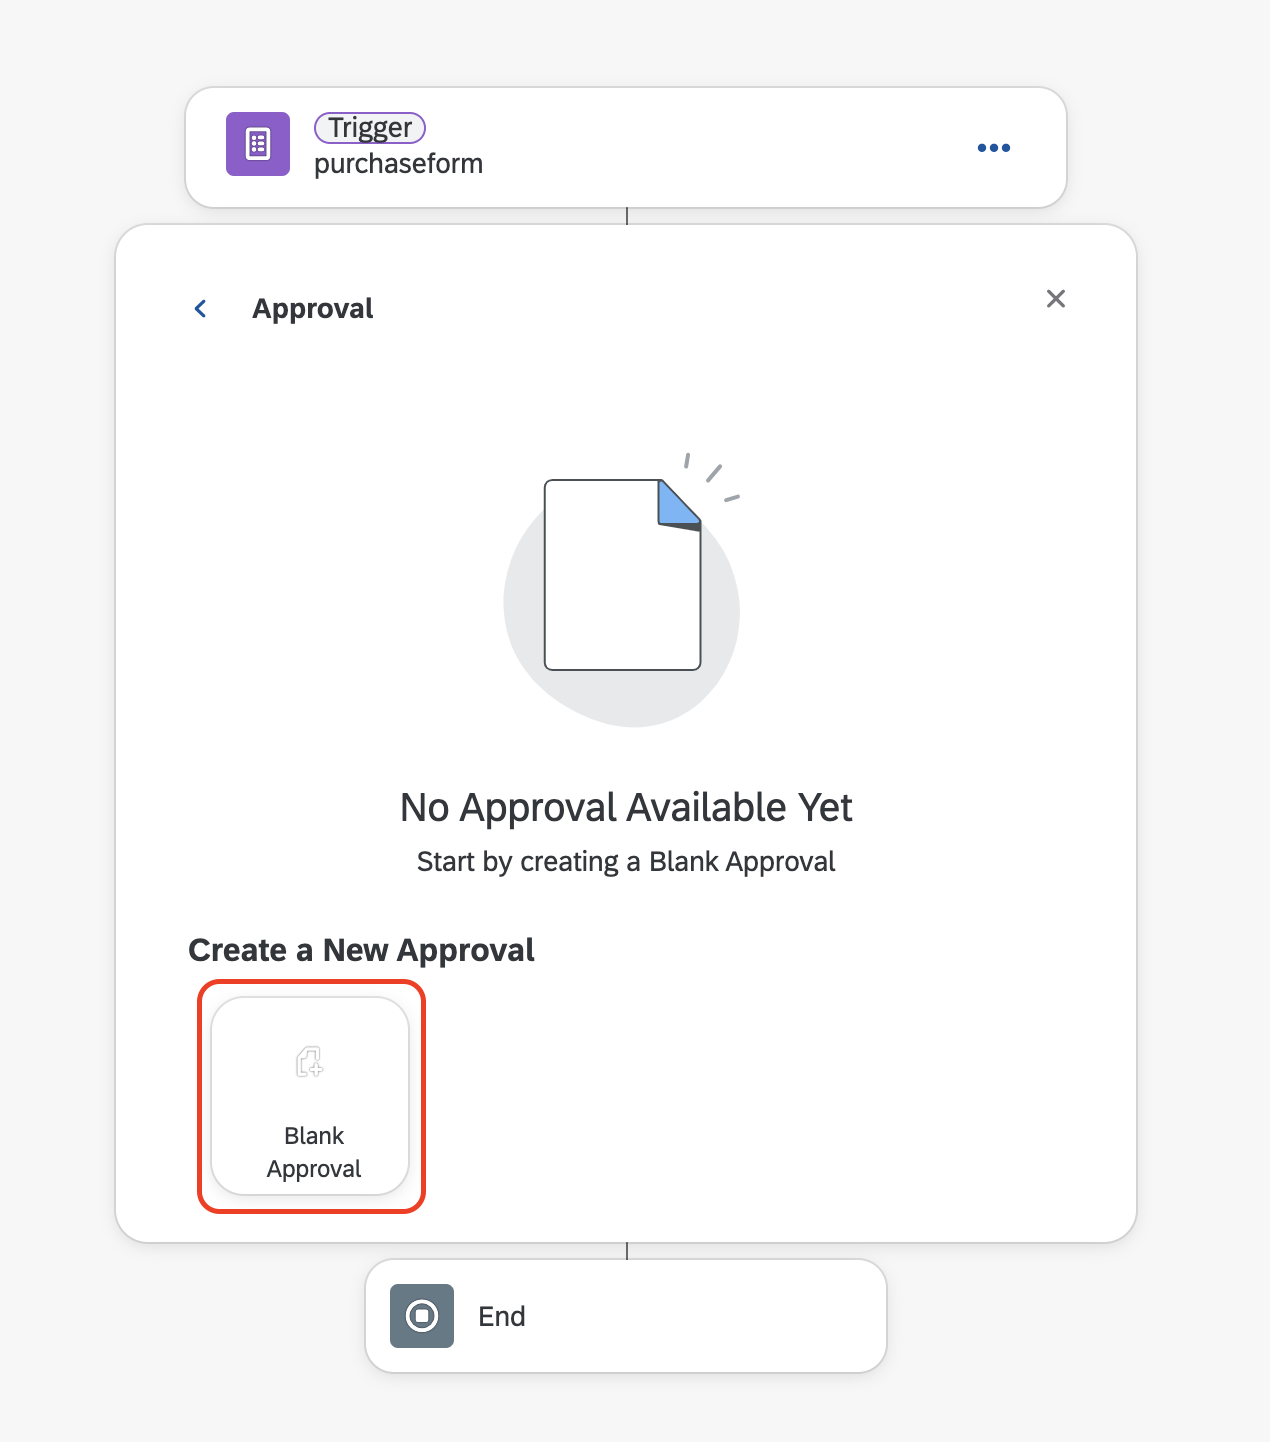 Trigger
purchaseform
Approval
No Approval Available Yet
Start by creating a Blank Approval
Create a New Approval
Blank
Approval
End